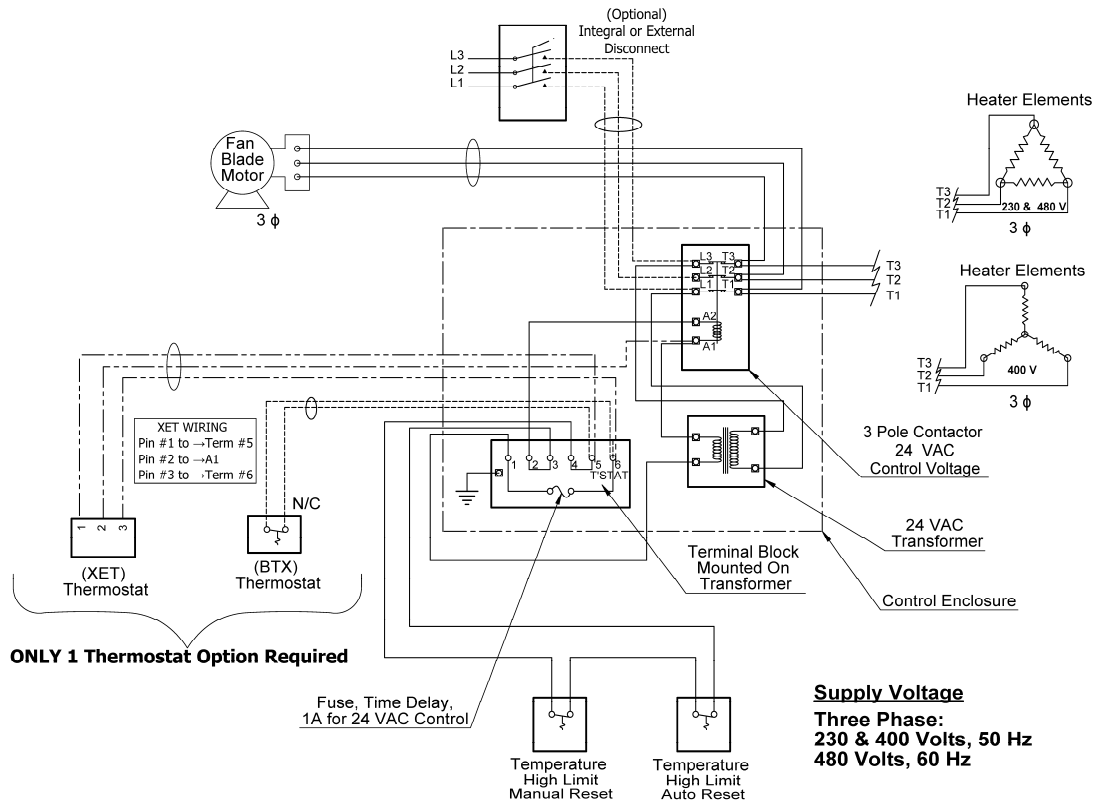 (Optional)
Integral or External
Disconnect
L3
L2
L1
Heater Elements
T3
T2
T1
230 & 480 V
3 ϕ
Fan
Blade
Motor
3 ϕ
L3 T3
L2 T2
L1 T1
A2
A1
T3
T2
T1
Heater Elements
T3
T2
T1
400 V
3 ϕ
XET WIRING
Pin #1 to →Term #5
Pin #2 to →A1
Pin #3 to →Term #6
3 Pole Contactor
24 VAC
Control Voltage
1 2 3 4 5 6
T'STAT
N/C
1 2 3
(XET)
Thermostat
(BTX)
Thermostat
24 VAC
Transformer
Terminal Block
Mounted On
Transformer
Control Enclosure
ONLY 1 Thermostat Option Required
Fuse, Time Delay,
1A for 24 VAC Control
Temperature
High Limit
Manual Reset
Temperature
High Limit
Auto Reset
Supply Voltage
Three Phase:
230 & 400 Volts, 50 Hz
480 Volts, 60 Hz